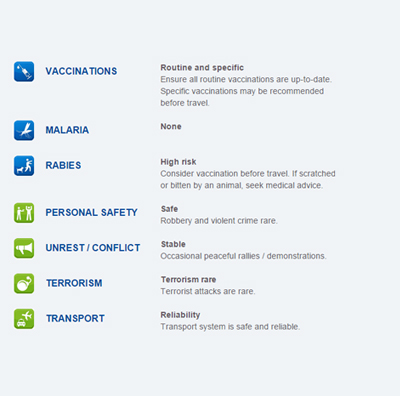 VACCINATIONS
Routine and specific
Ensure all routine vaccinations are up-to-date.
Specific vaccinations may be recommended
before travel.
MALARIA
None
RABIES
High risk
Consider vaccination before travel. If scratched
or bitten by an animal, seek medical advice.
PERSONAL SAFETY
Safe
Robbery and violent crime rare.
UNREST / CONFLICT
Stable
Occasional peaceful rallies / demonstrations.
TERRORISM
Terrorism rare
Terrorist attacks are rare.
TRANSPORT
Reliability
Transport system is safe and reliable.